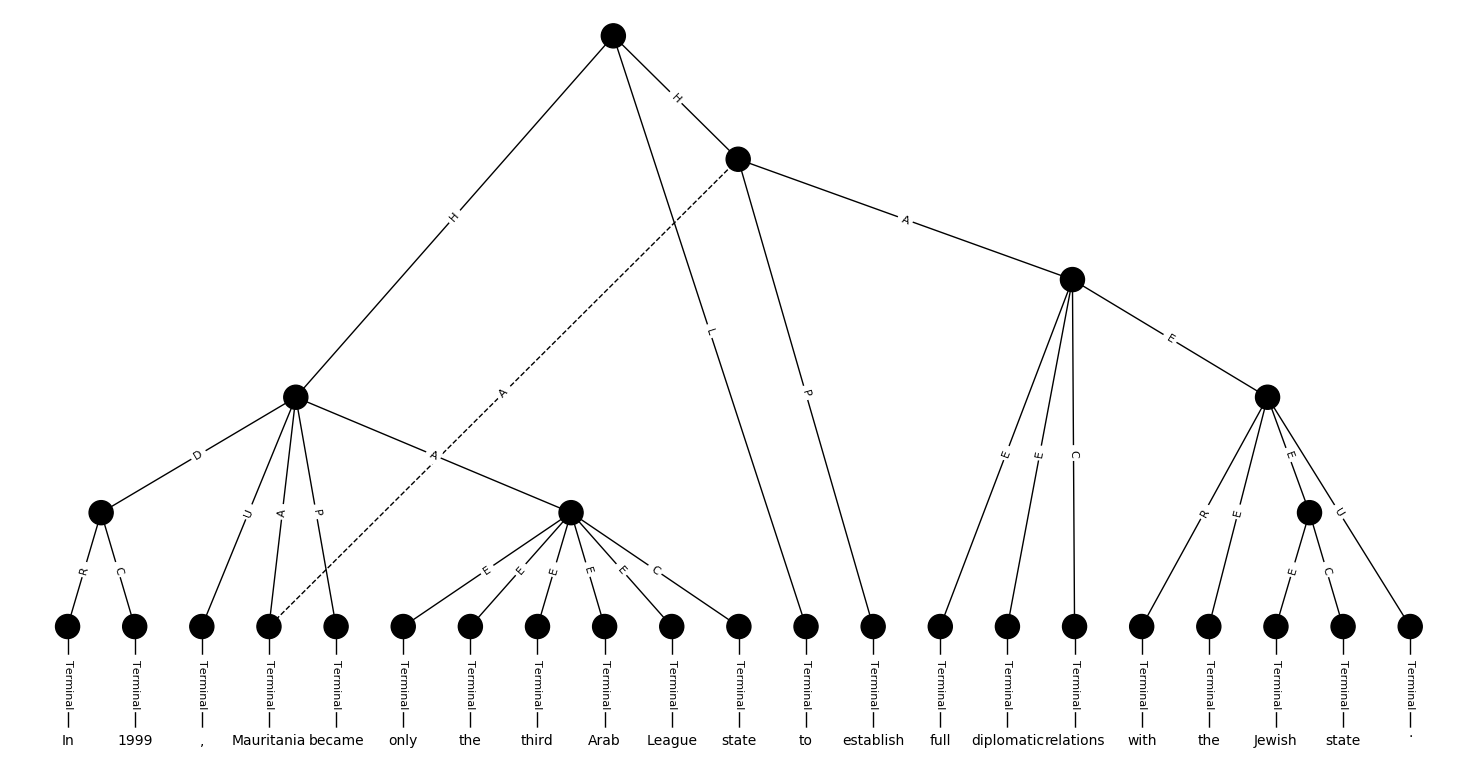 H
H
A
H
L
A
P
E
D
A
E
E
C
E
U
A
P
R
E
U
R
C
E
E
E
E
E
C
E
C
Terminal Terminal Terminal Terminal Terminal Terminal Terminal Terminal Terminal Terminal Terminal Terminal Terminal Terminal Terminal Terminal Terminal Terminal Terminal Terminal Terminal
In 1999 , Mauritania became only the third Arab League state to establish full diplomatic relations with the Jewish state .